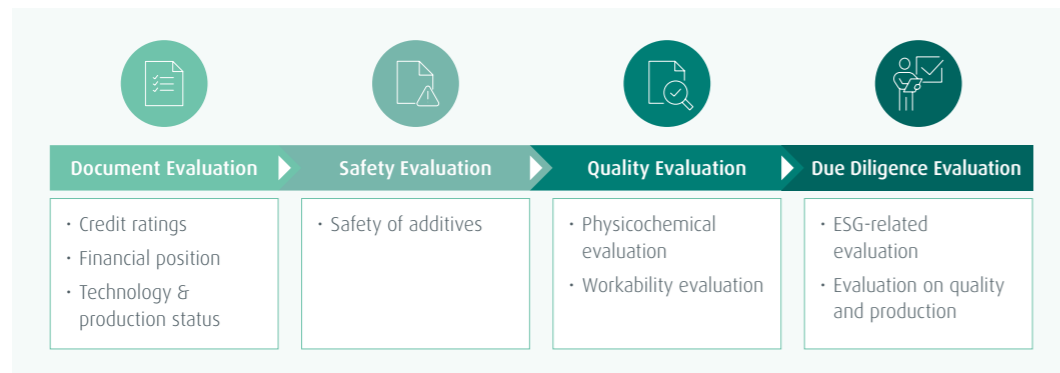 Document Evaluation
Safety Evaluation
Quality Evaluation
Due Diligence Evaluation
· Credit ratings
· Financial position
· Technology &
production status
· Safety of additives
· Physicochemical
evaluation
· Workability evaluation
· ESG-related
evaluation
· Evaluation on quality
and production